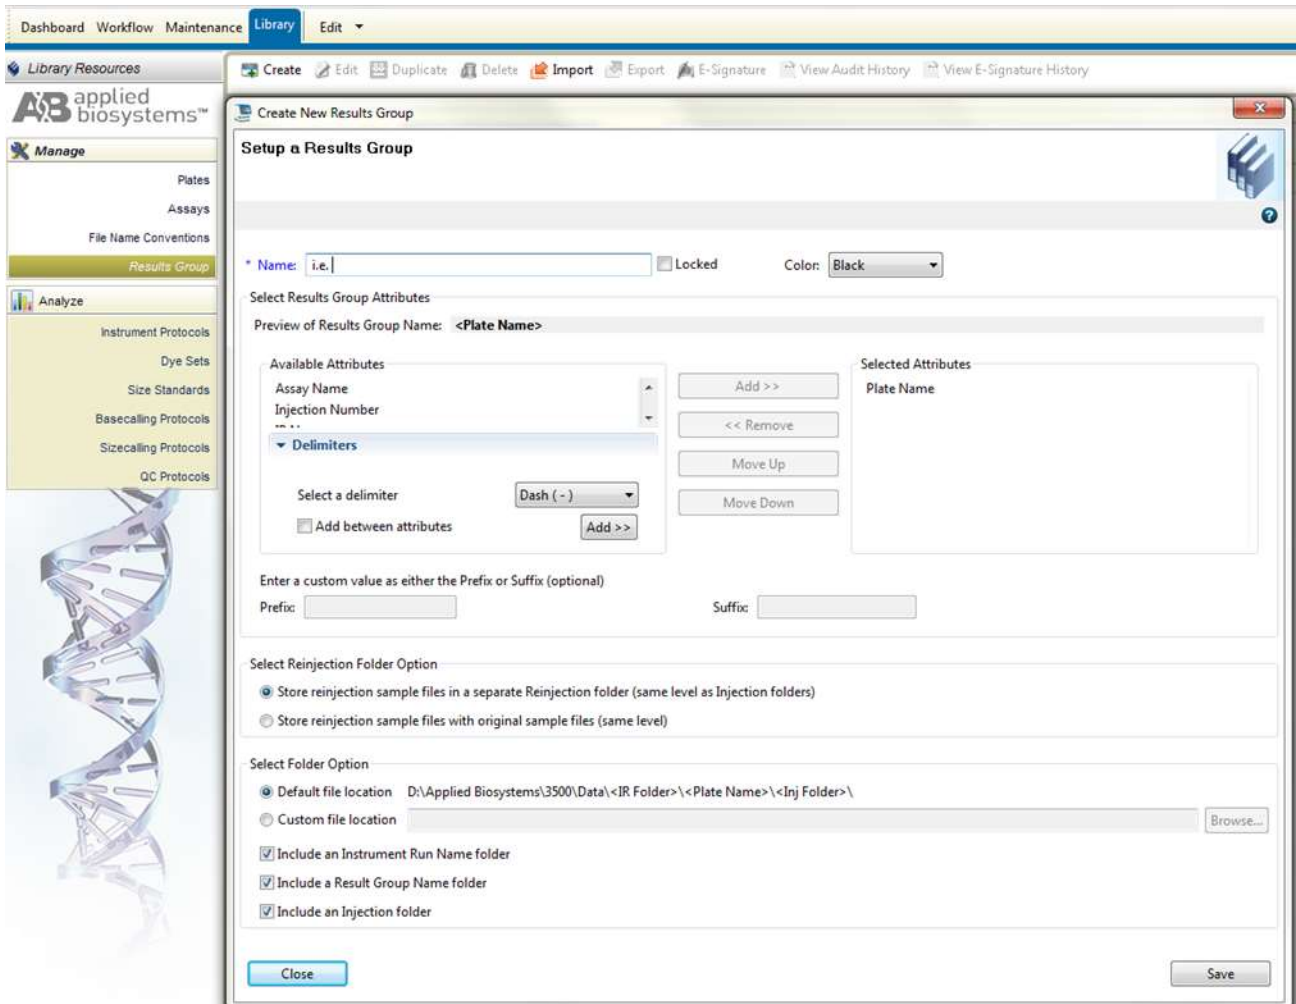 Dashboard Workflow Maintenance Library Edit
Library Resources
Create Edit Duplicate Delete Import Export E-Signature View Audit History View E-Signature History
AB applied biosystems™
Create New Results Group
Setup a Results Group
Manage
Plates
Assays
File Name Conventions
Results Group
Analyze
Instrument Protocols
Dye Sets
Size Standards
Basecalling Protocols
Sizecalling Protocols
QC Protocols
* Name: i.e. Locked Color: Black
Select Results Group Attributes
Preview of Results Group Name: <Plate Name>
Available Attributes
Assay Name
Injection Number
Delimiters
Select a delimiter Dash ( - )
Add between attributes Add >>
Add >>
<< Remove
Move Up
Move Down
Selected Attributes
Plate Name
Enter a custom value as either the Prefix or Suffix (optional)
Prefix: Suffix:
Select Reinjection Folder Option
Store reinjection sample files in a separate Reinjection folder (same level as Injection folders)
Store reinjection sample files with original sample files (same level)
Select Folder Option
Default file location D:\Applied Biosystems\3500\Data\<IR Folder>\<Plate Name>\<Inj Folder>\
Custom file location Browse...
Include an Instrument Run Name folder
Include a Result Group Name folder
Include an Injection folder
Close Save